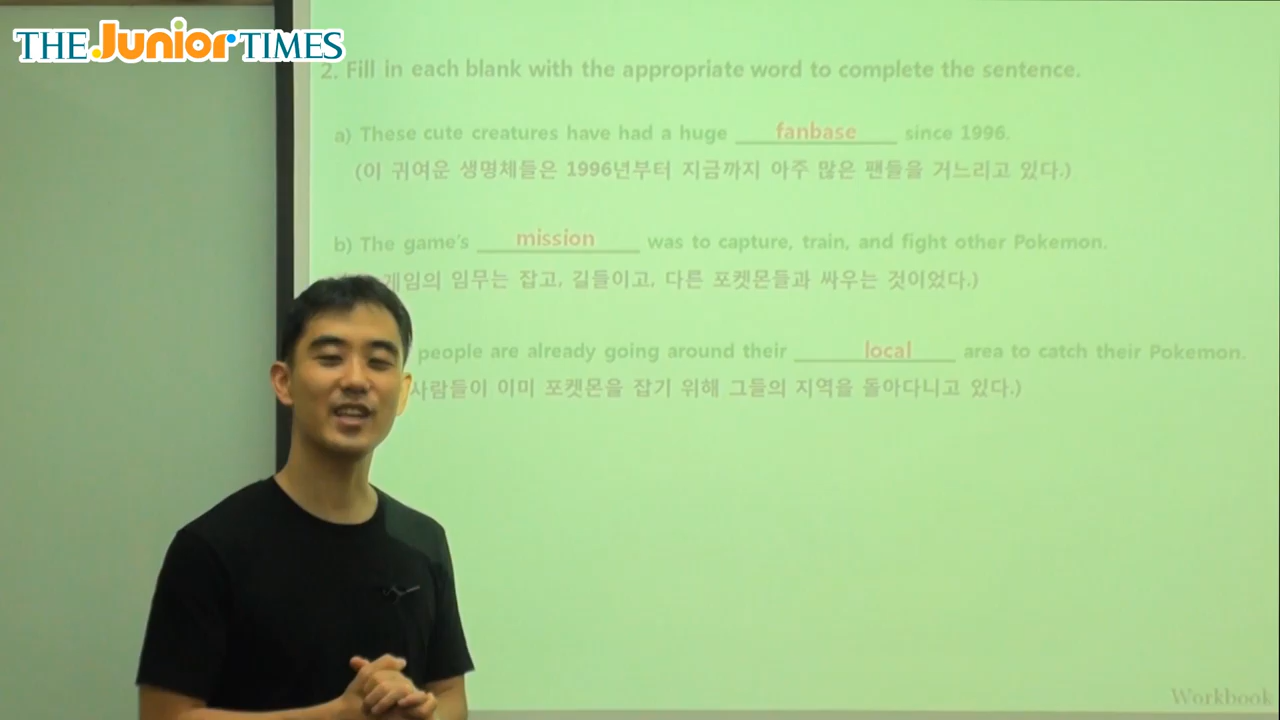 THE Junior TIMES
2. Fill in each blank with the appropriate word to complete the sentence.
a) These cute creatures have had a huge fanbase since 1996.
(이 귀여운 생명체들은 1996년부터 지금까지 아주 많은 팬들을 거느리고 있다.)
b) The game's mission was to capture, train, and fight other Pokemon.
게임의 임무는 잡고, 길들이고, 다른 포켓몬들과 싸우는 것이었다.)
people are already going around their local area to catch their Pokemon.
사람들이 이미 포켓몬을 잡기 위해 그들의 지역을 돌아다니고 있다.)
Workbook